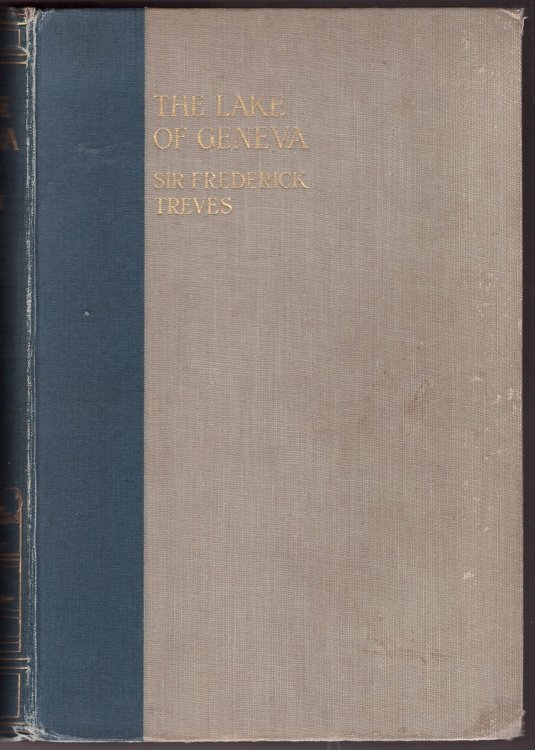 THE LAKE
OF GENEVA
SIR FREDERICK
TREVES